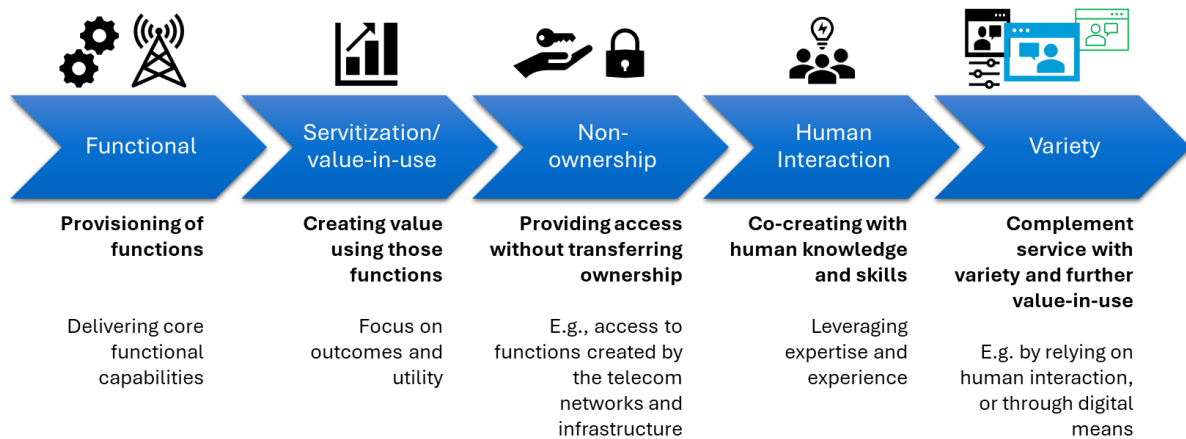 Functional
Servitization/
value-in-use
Non-
ownership
Human
Interaction
Variety
Provisioning of
functions
Delivering core
functional
capabilities
Creating value
using those
functions
Focus on
outcomes and
utility
Providing access
without transferring
ownership
E.g., access to
functions created by
the telecom
networks and
infrastructure
Co-creating with
human knowledge
and skills
Leveraging
expertise and
experience
Complement
service with
variety and further
value-in-use
E.g. by relying on
human interaction,
or through digital
means